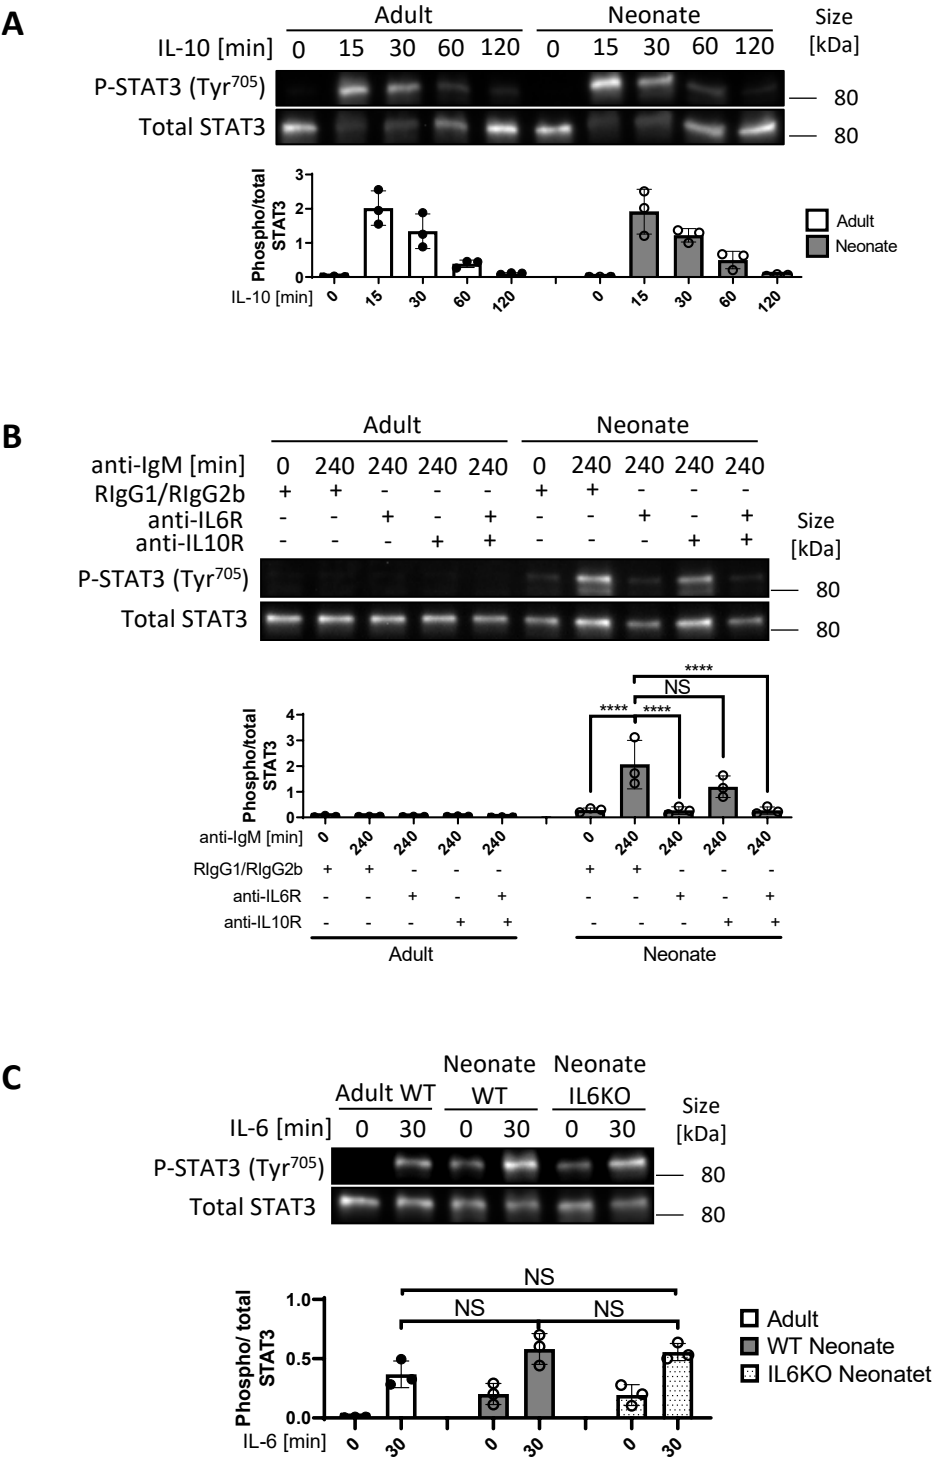 A
Adult Neonate Size
IL-10 [min] 0 15 30 60 120 0 15 30 60 120 [kDa]
P-STAT3 (Tyr705) 80
Total STAT3 80
Phospho/total
STAT3
3
2
1
0
Adult
Neonate
IL-10 [min] 0 15 30 60 120 0 15 30 60 120
B
Adult Neonate
anti-IgM [min] 0 240 240 240 240 0 240 240 240 240
RIgG1/RIgG2b + + - - - + + - - -
anti-IL6R - - + - + - - + - + Size
anti-IL10R - - - + + - - - + + [kDa]
P-STAT3 (Tyr705) 80
Total STAT3 80
****
NS
**** ****
Phospho/total
STAT3
4
3
2
1
0
anti-IgM [min] 0 240 240 240 240 0 240 240 240 240
RIgG1/RIgG2b + + - - - + + - - -
anti-IL6R - - + - + - - + - +
anti-IL10R - - - + + - - - + +
Adult Neonate
C
Neonate Neonate
Adult WT WT IL6KO Size
IL-6 [min] 0 30 0 30 0 30 [kDa]
P-STAT3 (Tyr705) 80
Total STAT3 80
NS
NS NS
Phospho/ total
STAT3
1.0
0.5
0.0
Adult
WT Neonate
IL6KO Neonatet
IL-6 [min] 0 30 0 30 0 30